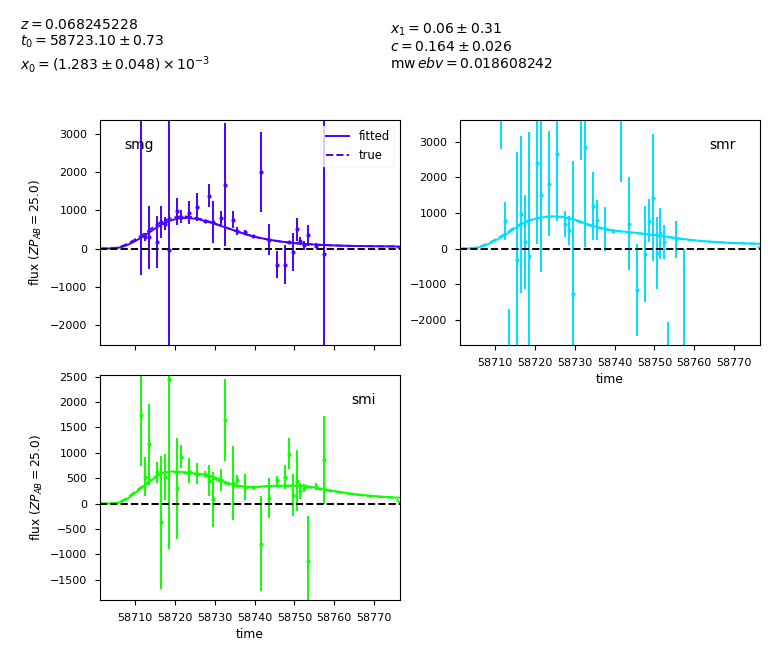 z = 0.068245228
t₀ = 58723.10 ± 0.73
x₀ = (1.283 ± 0.048) × 10⁻³
x₁ = 0.06 ± 0.31
c = 0.164 ± 0.026
mw ebv = 0.018608242
smg
fitted
true
3000
2000
1000
0
−1000
−2000
flux (ZP_AB = 25.0)
smr
3000
2000
1000
0
−1000
−2000
58710 58720 58730 58740 58750 58760 58770
time
smi
2500
2000
1500
1000
500
0
−500
−1000
−1500
flux (ZP_AB = 25.0)
58710 58720 58730 58740 58750 58760 58770
time